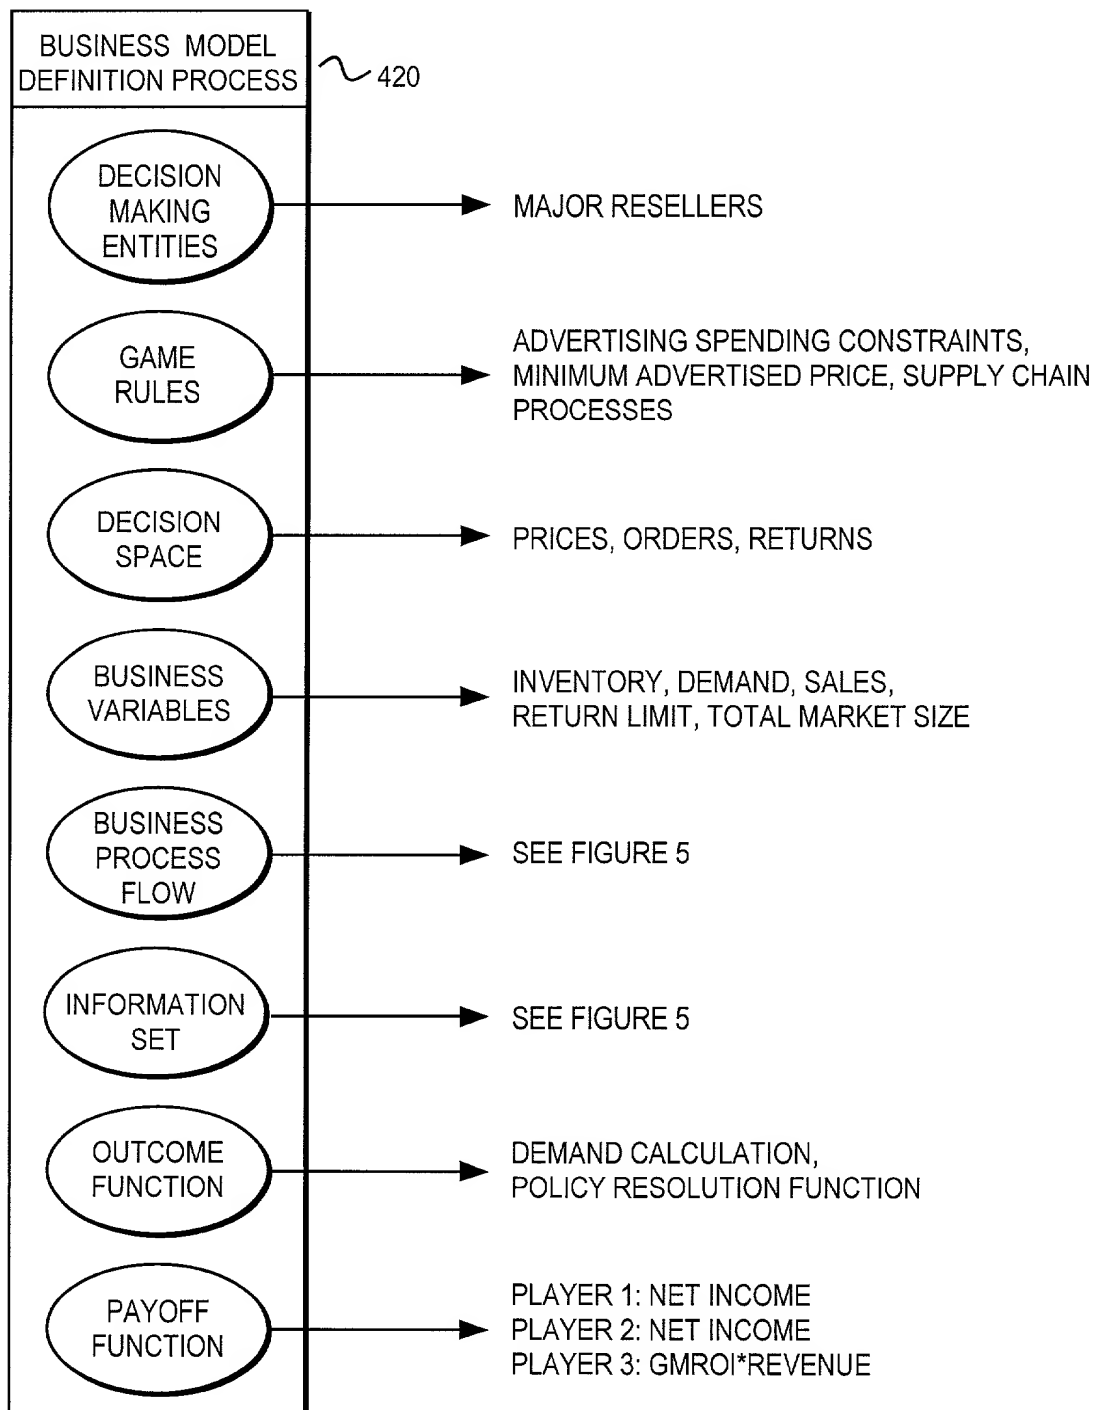 BUSINESS MODEL
DEFINITION PROCESS
420
DECISION
MAKING
ENTITIES
MAJOR RESELLERS
GAME
RULES
ADVERTISING SPENDING CONSTRAINTS,
MINIMUM ADVERTISED PRICE, SUPPLY CHAIN
PROCESSES
DECISION
SPACE
PRICES, ORDERS, RETURNS
BUSINESS
VARIABLES
INVENTORY, DEMAND, SALES,
RETURN LIMIT, TOTAL MARKET SIZE
BUSINESS
PROCESS
FLOW
SEE FIGURE 5
INFORMATION
SET
SEE FIGURE 5
OUTCOME
FUNCTION
DEMAND CALCULATION,
POLICY RESOLUTION FUNCTION
PAYOFF
FUNCTION
PLAYER 1: NET INCOME
PLAYER 2: NET INCOME
PLAYER 3: GMROI*REVENUE